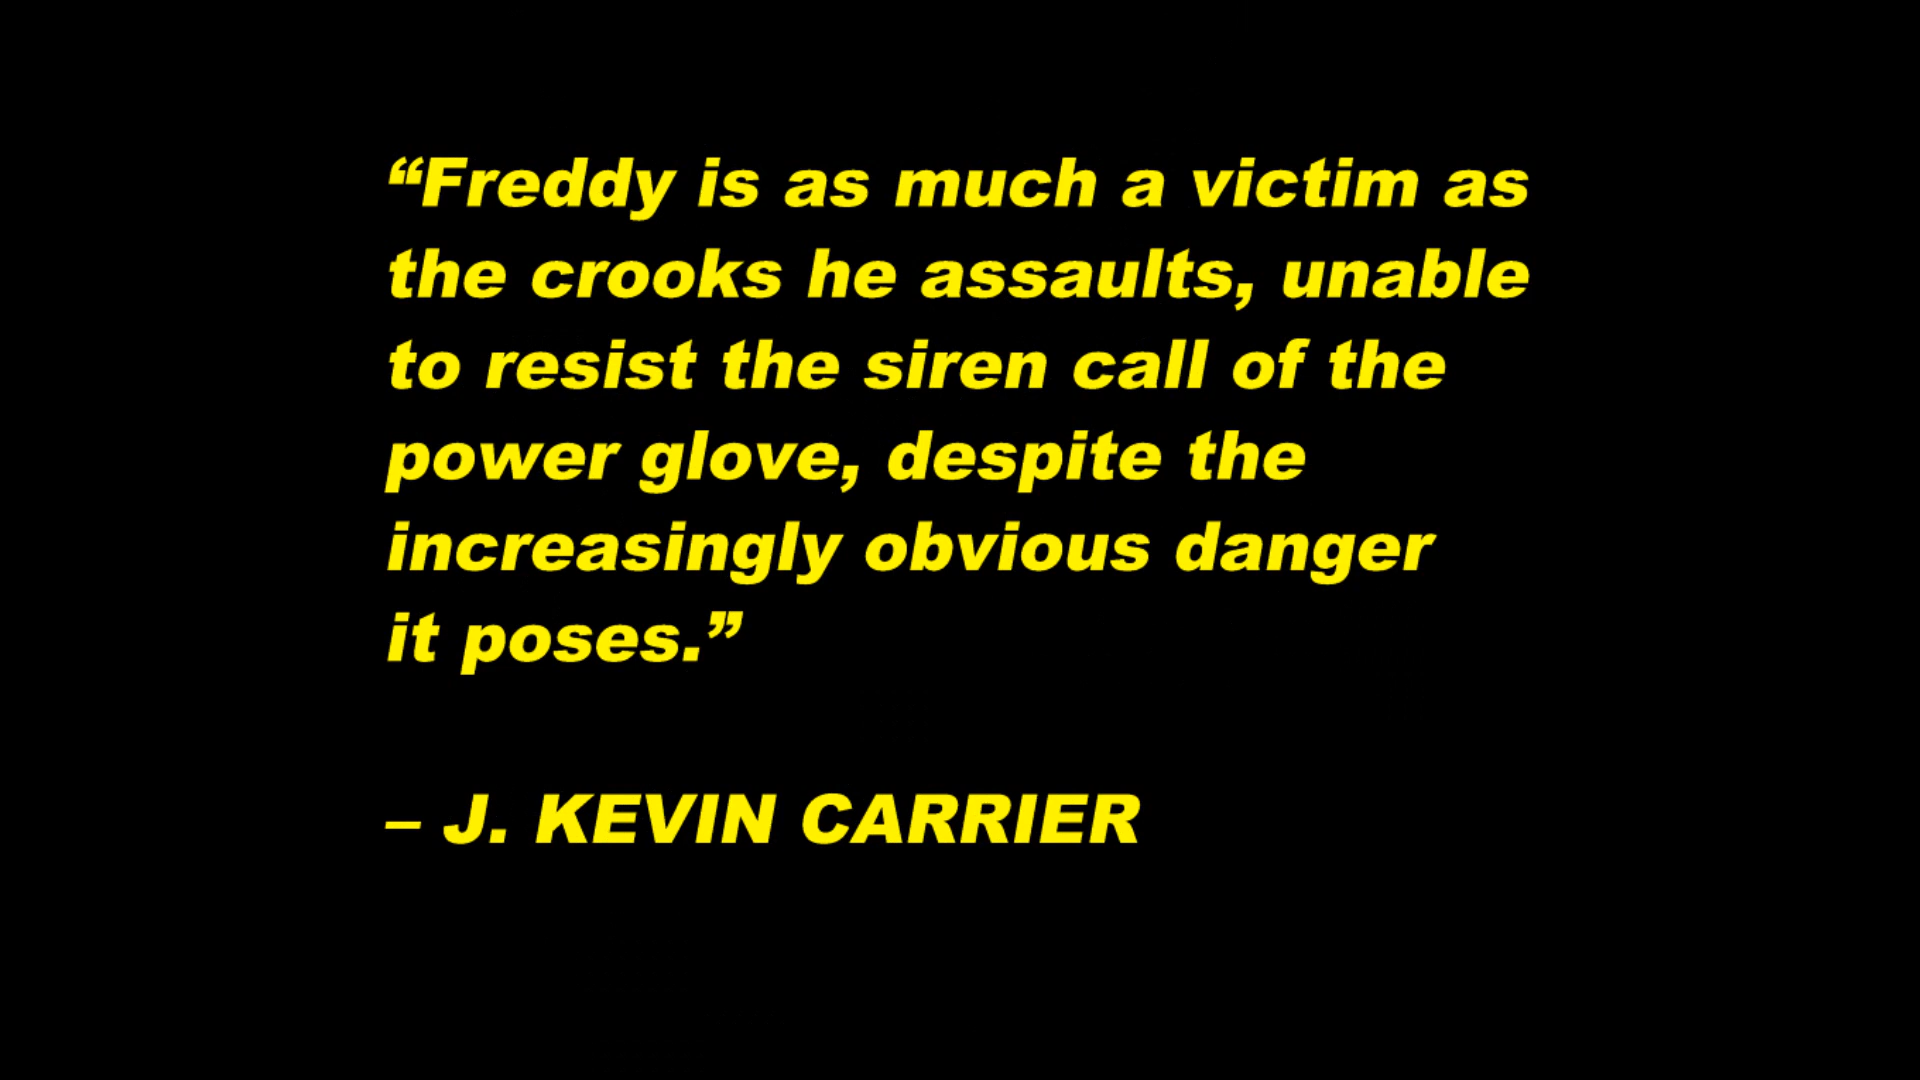 “Freddy is as much a victim as
the crooks he assaults, unable
to resist the siren call of the
power glove, despite the
increasingly obvious danger
it poses.”
– J. KEVIN CARRIER